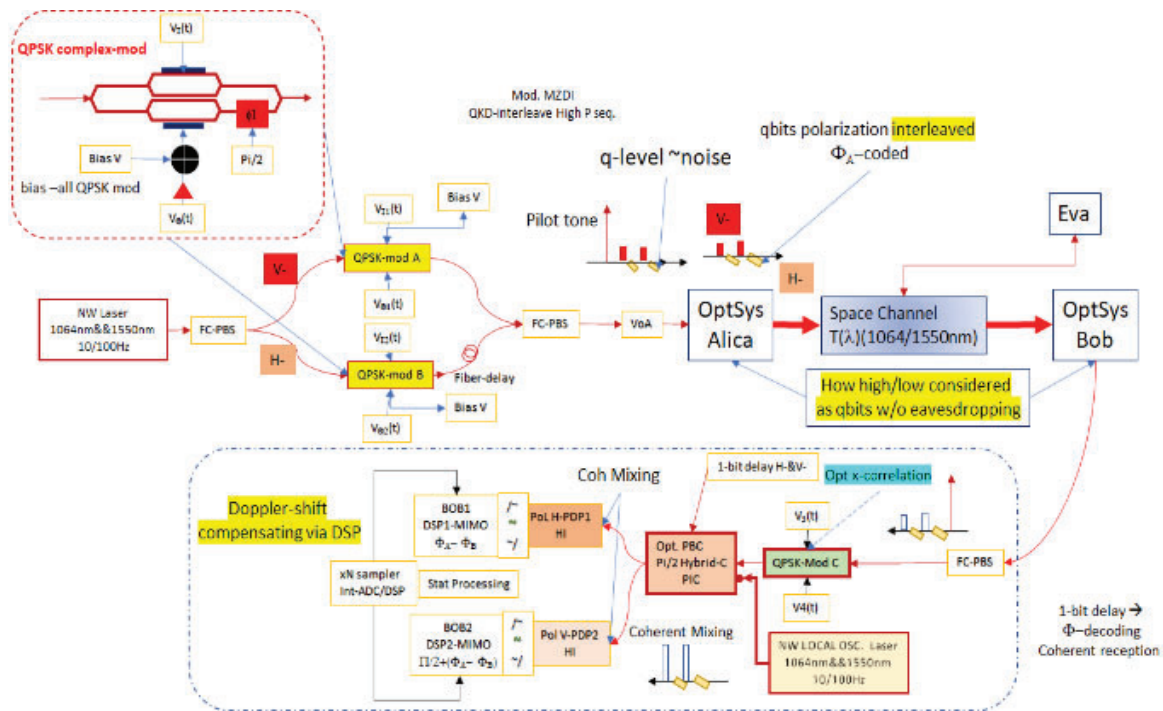 V₂(t)
QPSK complex-mod
ϕ1
Bias V
Pi/2
bias –all QPSK mod
V_B(t)
Mod. MZDI
QKD-interleave High P seq.
qbits polarization interleaved
Φ_A–coded
q-level ~noise
Pilot tone
V-
H-
Eva
V_I1(t)
Bias V
QPSK-mod A
V-
V_B1(t)
NW Laser
1064nm&&1550nm
10/100Hz
FC-PBS
H-
V_I2(t)
QPSK-mod B
Fiber-delay
Bias V
V_B2(t)
FC-PBS
VoA
OptSys
Alica
Space Channel
T(λ)(1064/1550nm)
OptSys
Bob
How high/low considered
as qbits w/o eavesdropping
1-bit delay H-&V-
Opt x-correlation
Coh Mixing
Doppler-shift
compensating via DSP
BOB1
DSP1-MIMO
Φ_A– Φ_B
/~
≈
~/
PoL H-PDP1
HI
Opt. PBC
Pi/2 Hybrid-C
PIC
V₃(t)
QPSK-Mod C
V4(t)
FC-PBS
xN sampler
Int-ADC/DSP
Stat Processing
BOB2
DSP2-MIMO
Π/2+(Φ_A– Φ_B)
/~
≈
~/
Pol V-PDP2
HI
Coherent Mixing
NW LOCAL OSC. Laser
1064nm&&1550nm
10/100Hz
1-bit delay →
Φ–decoding
Coherent reception